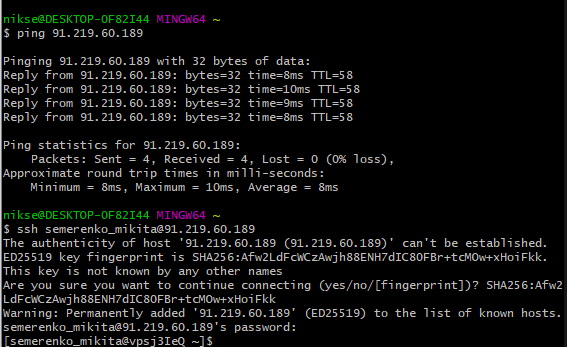 nikse@DESKTOP-OF82I44 MINGW64 ~
$ ping 91.219.60.189
Pinging 91.219.60.189 with 32 bytes of data:
Reply from 91.219.60.189: bytes=32 time=8ms TTL=58
Reply from 91.219.60.189: bytes=32 time=10ms TTL=58
Reply from 91.219.60.189: bytes=32 time=9ms TTL=58
Reply from 91.219.60.189: bytes=32 time=8ms TTL=58
Ping statistics for 91.219.60.189:
Packets: Sent = 4, Received = 4, Lost = 0 (0% loss),
Approximate round trip times in milli-seconds:
Minimum = 8ms, Maximum = 10ms, Average = 8ms
nikse@DESKTOP-OF82I44 MINGW64 ~
$ ssh semerenko_mikita@91.219.60.189
The authenticity of host '91.219.60.189 (91.219.60.189)' can't be established.
ED25519 key fingerprint is SHA256:Afw2LdFcWCzAwjh88ENH7dIC8OFBr+tcMOw+xHoiFkk.
This key is not known by any other names
Are you sure you want to continue connecting (yes/no/[fingerprint])? SHA256:Afw2
LdFcWCzAwjh88ENH7dIC8OFBr+tcMOw+xHoiFkk
Warning: Permanently added '91.219.60.189' (ED25519) to the list of known hosts.
semerenko_mikita@91.219.60.189's password:
[semerenko_mikita@vpsj3IeQ ~]$